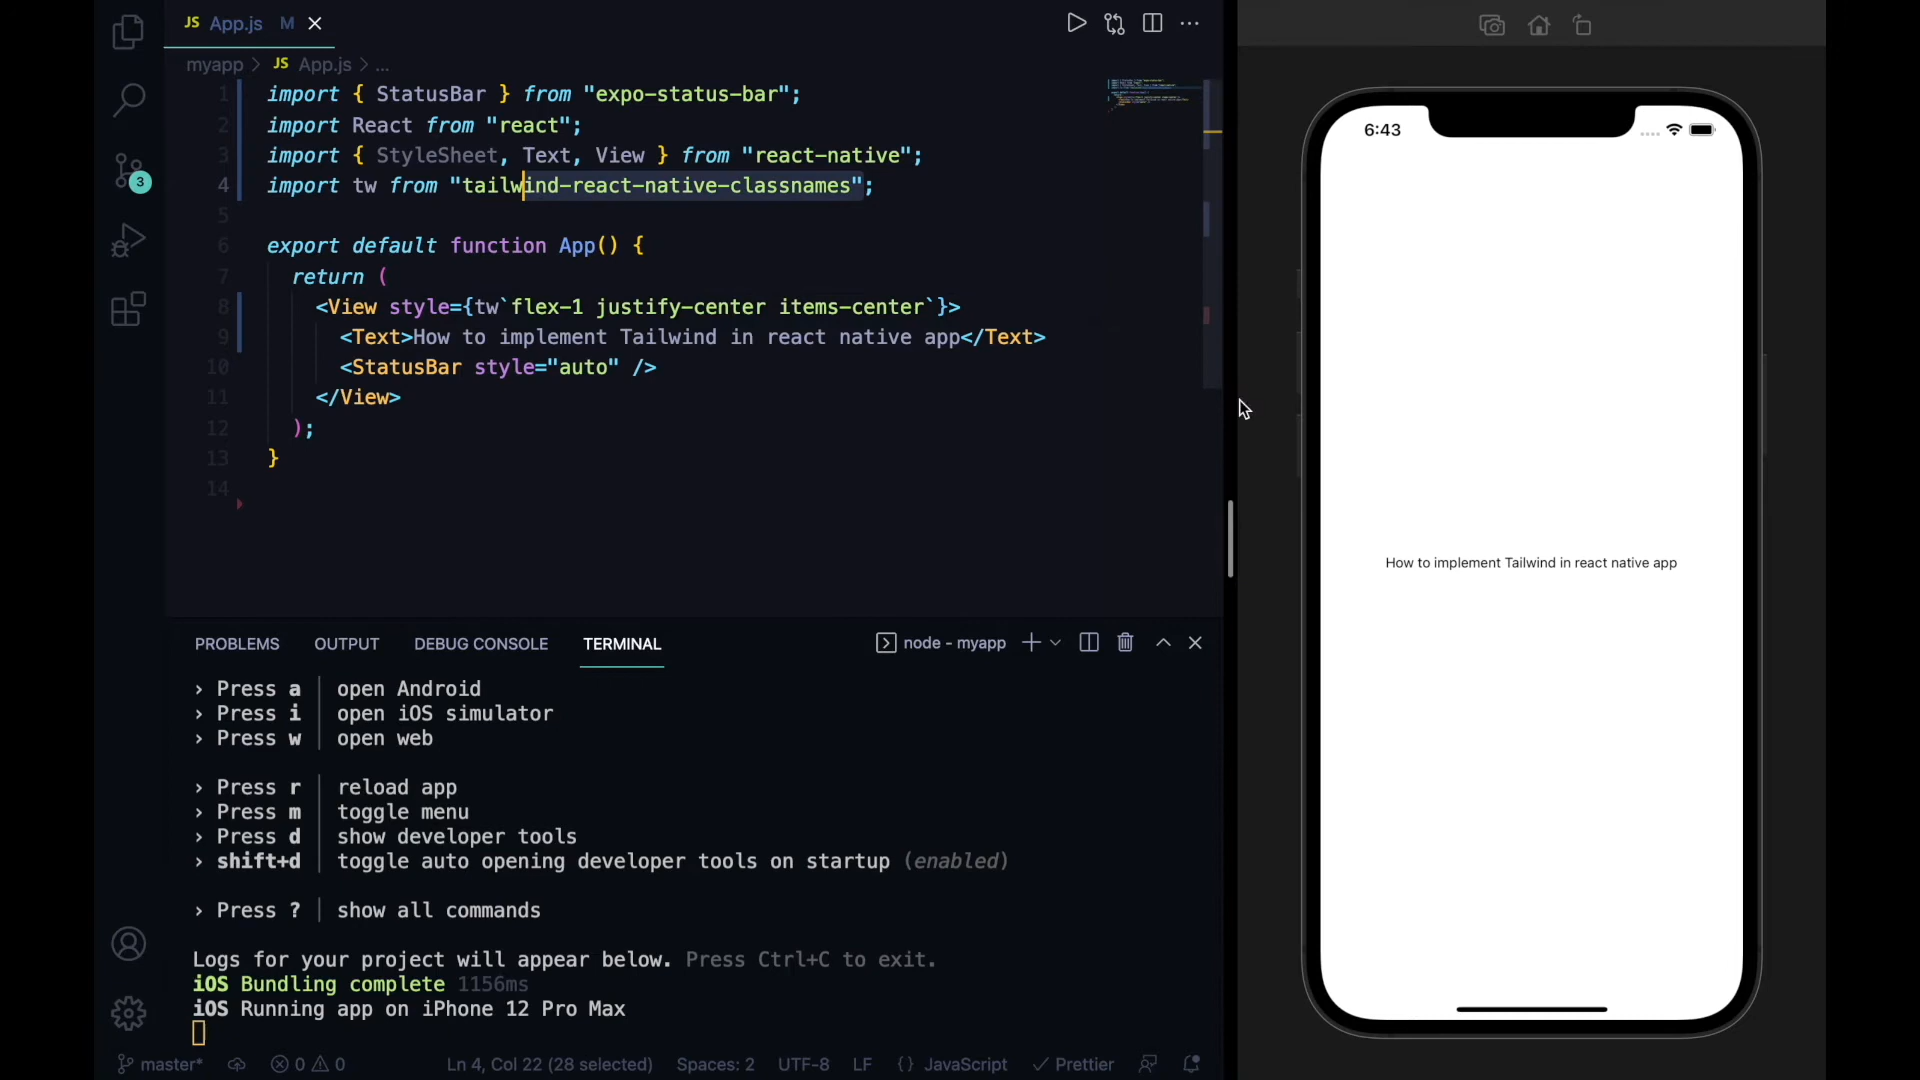 JS App.js M
myapp > JS App.js > ...
1 import { StatusBar } from "expo-status-bar";
2 import React from "react";
3 import { StyleSheet, Text, View } from "react-native";
4 import tw from "tailwind-react-native-classnames";
5
6 export default function App() {
7 return (
8 <View style={tw`flex-1 justify-center items-center`}>
9 <Text>How to implement Tailwind in react native app</Text>
10 <StatusBar style="auto" />
11 </View>
12 );
13 }
14
3
PROBLEMS OUTPUT DEBUG CONSOLE TERMINAL node - myapp
› Press a │ open Android
› Press i │ open iOS simulator
› Press w │ open web
› Press r │ reload app
› Press m │ toggle menu
› Press d │ show developer tools
› shift+d │ toggle auto opening developer tools on startup (enabled)
› Press ? │ show all commands
Logs for your project will appear below. Press Ctrl+C to exit.
iOS Bundling complete 1156ms
iOS Running app on iPhone 12 Pro Max
master* 0 0 Ln 4, Col 22 (28 selected) Spaces: 2 UTF-8 LF {} JavaScript Prettier
6:43
How to implement Tailwind in react native app